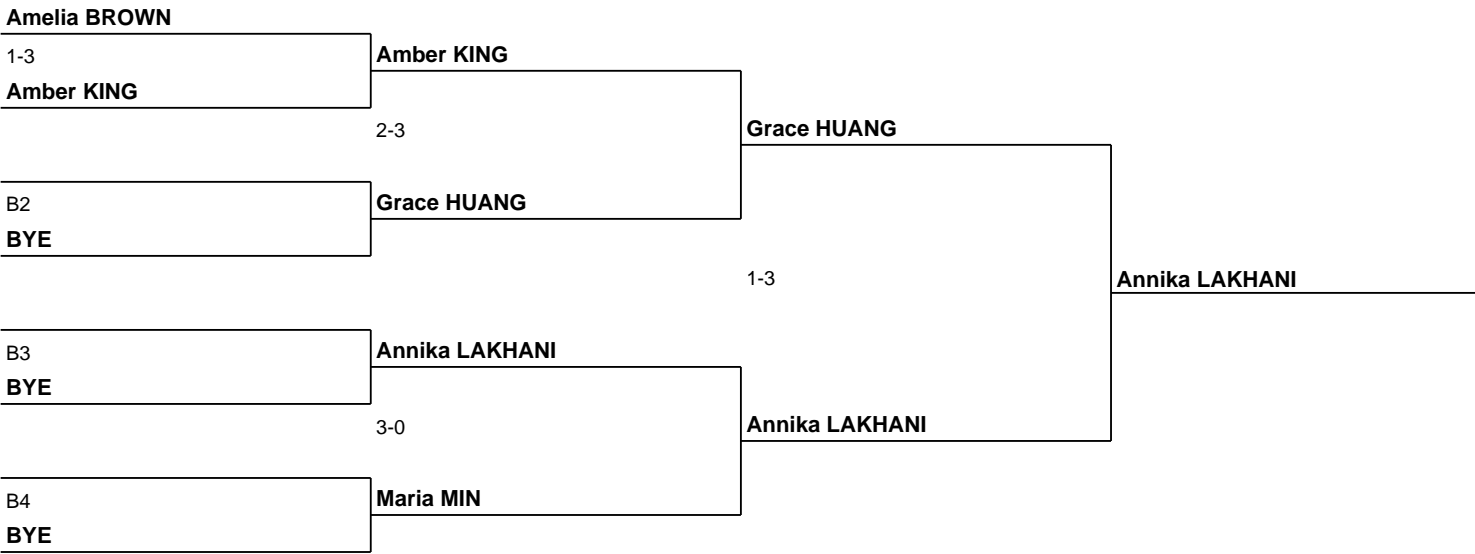 Amelia BROWN
1-3
Amber KING
Amber KING
2-3
Grace HUANG
B2
Grace HUANG
BYE
1-3
Annika LAKHANI
B3
Annika LAKHANI
BYE
3-0
Annika LAKHANI
B4
Maria MIN
BYE